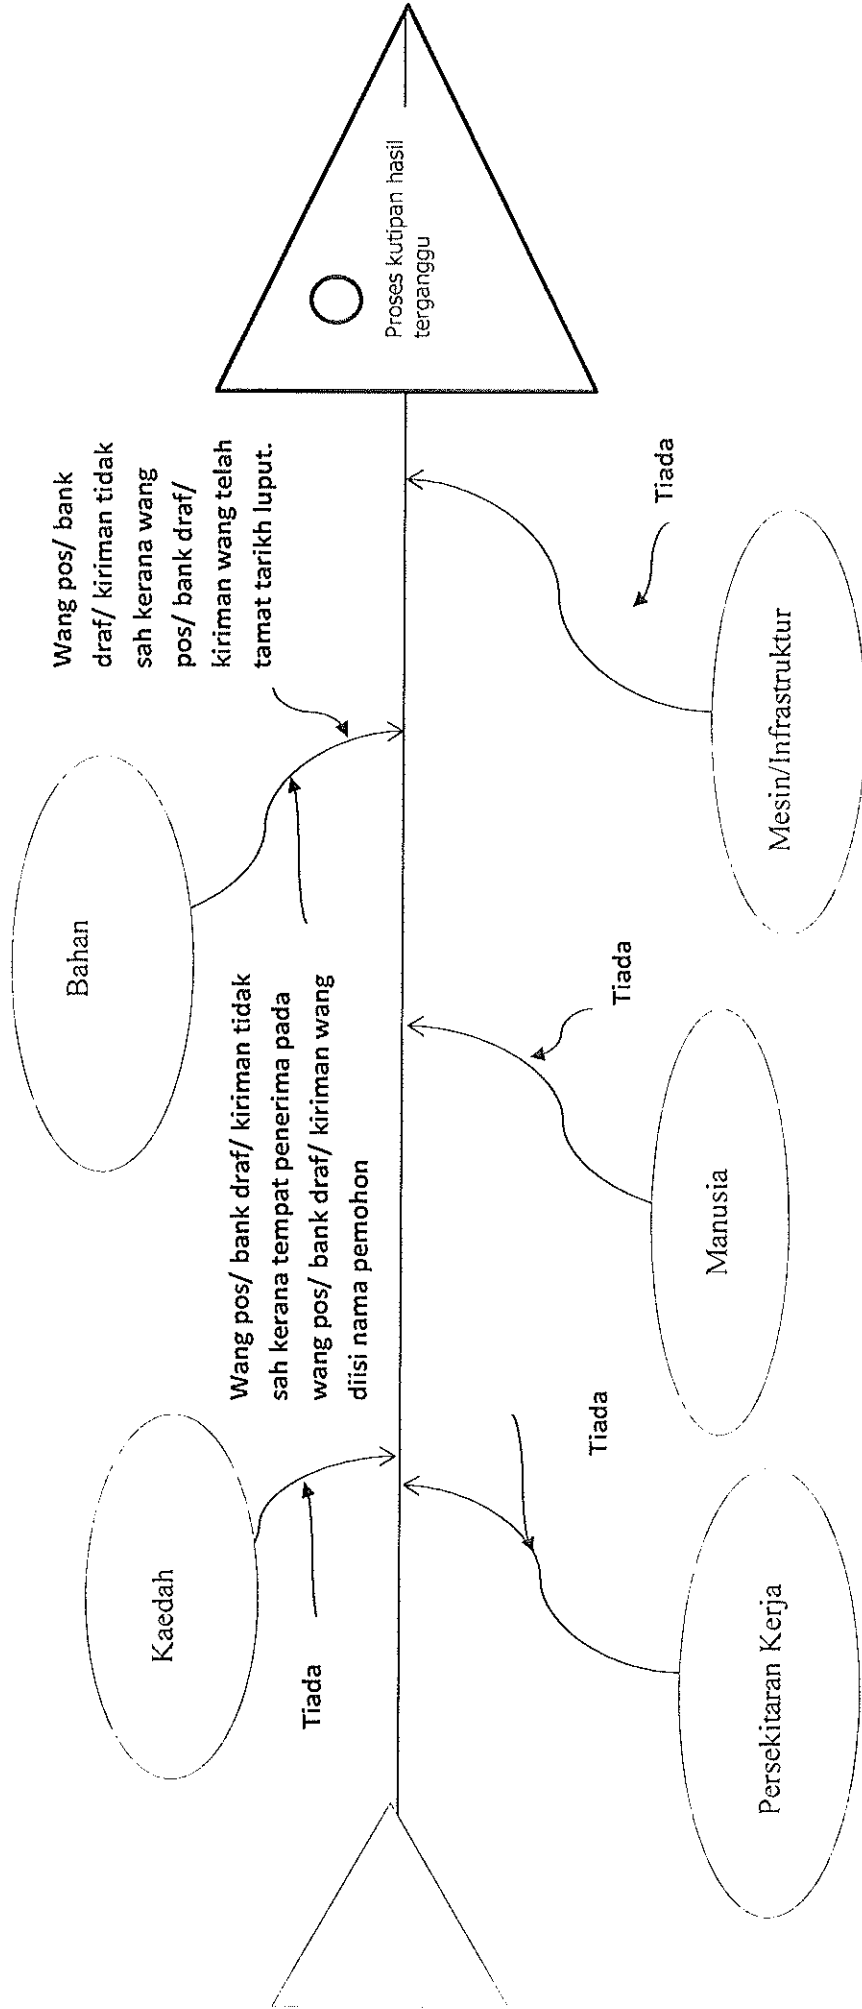 Kaedah
Tiada
Bahan
Wang pos/ bank draf/ kiriman tidak
sah kerana tempat penerima pada
wang pos/ bank draf/ kiriman wang
diisi nama pemohon
Wang pos/ bank
draf/ kiriman tidak
sah kerana wang
pos/ bank draf/
kiriman wang telah
tamat tarikh luput.
Proses kutipan hasil
terganggu
Tiada
Persekitaran Kerja
Tiada
Manusia
Tiada
Mesin/Infrastruktur